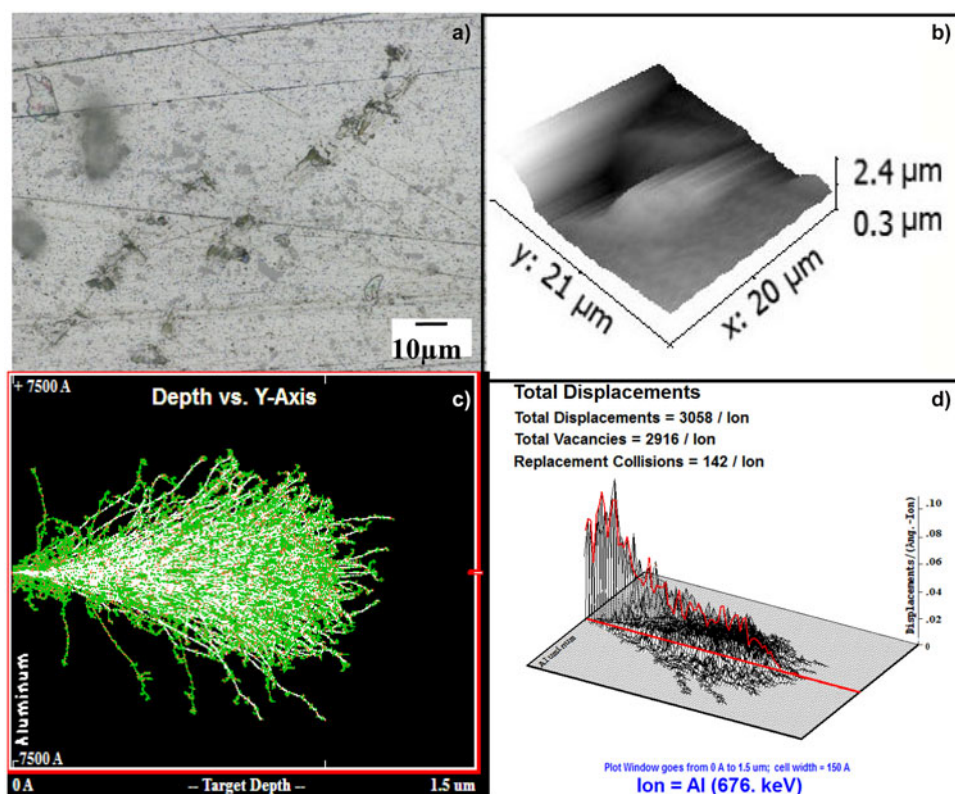 a)
10µm
b)
2.4 µm
0.3 µm
y: 21 µm
x: 20 µm
+ 7500 A
Depth vs. Y-Axis
c)
Aluminum
-7500 A
0 A
-- Target Depth --
1.5 um
d)
Total Displacements
Total Displacements = 3058 / Ion
Total Vacancies = 2916 / Ion
Replacement Collisions = 142 / Ion
.10
.08
.06
.04
.02
0
Displacements/(Ang.-Ion)
Aluminum
Plot Window goes from 0 A to 1.5 um; cell width = 150 A
Ion = Al (676. keV)